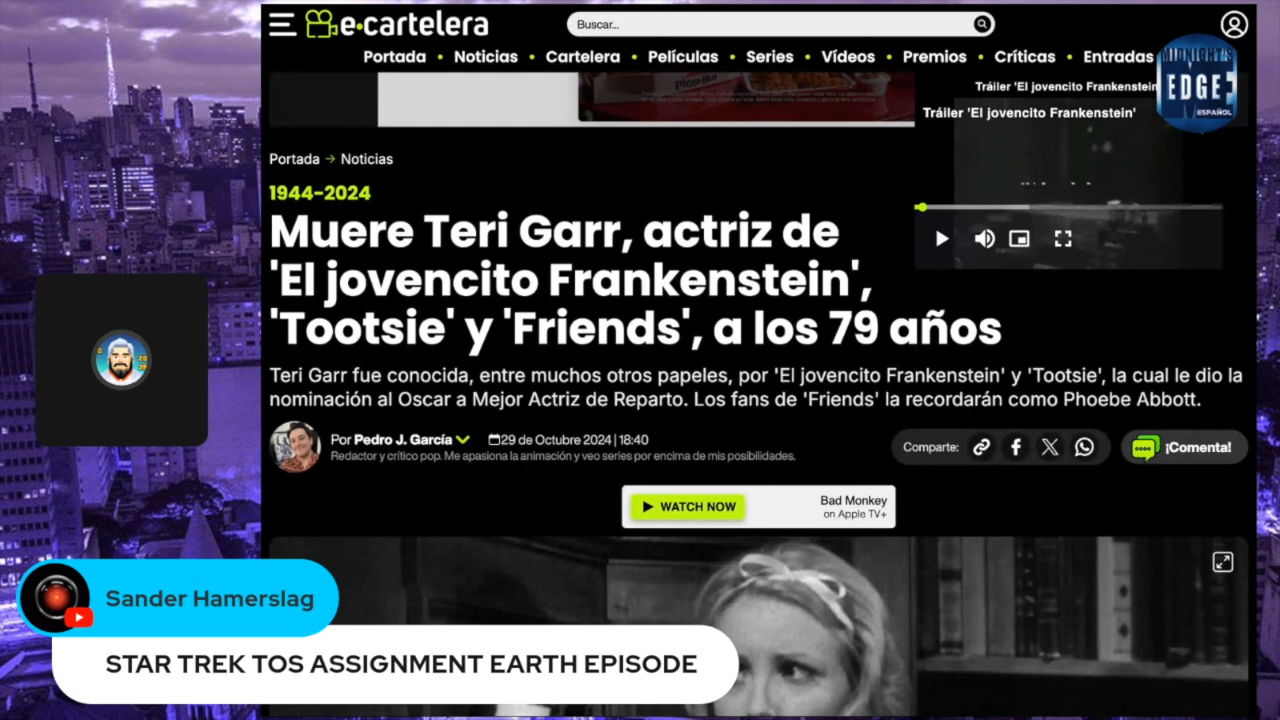 e·cartelera
Buscar...
Portada • Noticias • Cartelera • Películas • Series • Vídeos • Premios • Críticas • Entradas
MIDNIGHT'S
EDGE
ESPAÑOL
Pizza Hut
Tráiler 'El jovencito Frankenstein
Tráiler 'El jovencito Frankenstein'
Portada → Noticias
1944-2024
Muere Teri Garr, actriz de
'El jovencito Frankenstein',
'Tootsie' y 'Friends', a los 79 años
Teri Garr fue conocida, entre muchos otros papeles, por 'El jovencito Frankenstein' y 'Tootsie', la cual le dio la
nominación al Oscar a Mejor Actriz de Reparto. Los fans de 'Friends' la recordarán como Phoebe Abbott.
Por Pedro J. García 29 de Octubre 2024 | 18:40
Redactor y crítico pop. Me apasiona la animación y veo series por encima de mis posibilidades.
Comparte:
¡Comenta!
WATCH NOW
Bad Monkey
on Apple TV+
Sander Hamerslag
STAR TREK TOS ASSIGNMENT EARTH EPISODE